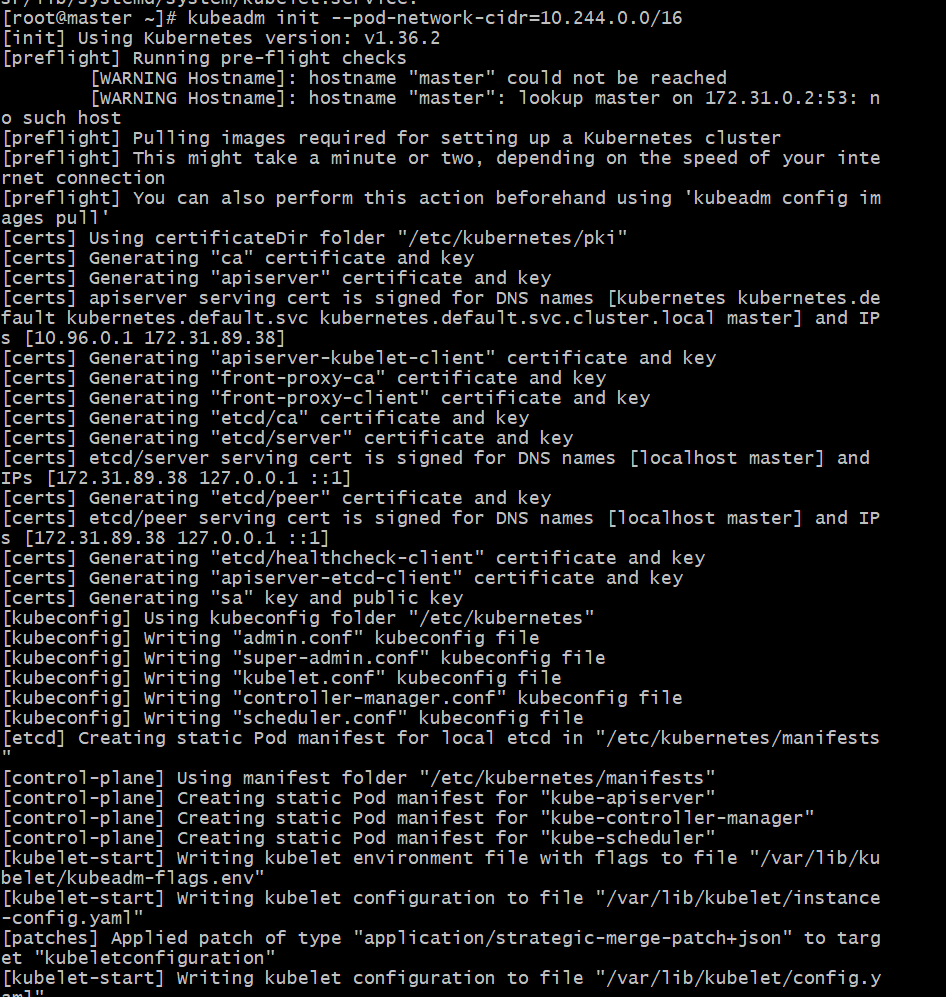 [root@master ~]# kubeadm init --pod-network-cidr=10.244.0.0/16
[init] Using Kubernetes version: v1.36.2
[preflight] Running pre-flight checks
        [WARNING Hostname]: hostname "master" could not be reached
        [WARNING Hostname]: hostname "master": lookup master on 172.31.0.2:53: n
o such host
[preflight] Pulling images required for setting up a Kubernetes cluster
[preflight] This might take a minute or two, depending on the speed of your inte
rnet connection
[preflight] You can also perform this action beforehand using 'kubeadm config im
ages pull'
[certs] Using certificateDir folder "/etc/kubernetes/pki"
[certs] Generating "ca" certificate and key
[certs] Generating "apiserver" certificate and key
[certs] apiserver serving cert is signed for DNS names [kubernetes kubernetes.de
fault kubernetes.default.svc kubernetes.default.svc.cluster.local master] and IP
s [10.96.0.1 172.31.89.38]
[certs] Generating "apiserver-kubelet-client" certificate and key
[certs] Generating "front-proxy-ca" certificate and key
[certs] Generating "front-proxy-client" certificate and key
[certs] Generating "etcd/ca" certificate and key
[certs] Generating "etcd/server" certificate and key
[certs] etcd/server serving cert is signed for DNS names [localhost master] and
IPs [172.31.89.38 127.0.0.1 ::1]
[certs] Generating "etcd/peer" certificate and key
[certs] etcd/peer serving cert is signed for DNS names [localhost master] and IP
s [172.31.89.38 127.0.0.1 ::1]
[certs] Generating "etcd/healthcheck-client" certificate and key
[certs] Generating "apiserver-etcd-client" certificate and key
[certs] Generating "sa" key and public key
[kubeconfig] Using kubeconfig folder "/etc/kubernetes"
[kubeconfig] Writing "admin.conf" kubeconfig file
[kubeconfig] Writing "super-admin.conf" kubeconfig file
[kubeconfig] Writing "kubelet.conf" kubeconfig file
[kubeconfig] Writing "controller-manager.conf" kubeconfig file
[kubeconfig] Writing "scheduler.conf" kubeconfig file
[etcd] Creating static Pod manifest for local etcd in "/etc/kubernetes/manifests
"
[control-plane] Using manifest folder "/etc/kubernetes/manifests"
[control-plane] Creating static Pod manifest for "kube-apiserver"
[control-plane] Creating static Pod manifest for "kube-controller-manager"
[control-plane] Creating static Pod manifest for "kube-scheduler"
[kubelet-start] Writing kubelet environment file with flags to file "/var/lib/ku
belet/kubeadm-flags.env"
[kubelet-start] Writing kubelet configuration to file "/var/lib/kubelet/instance
-config.yaml"
[patches] Applied patch of type "application/strategic-merge-patch+json" to targ
et "kubeletconfiguration"
[kubelet-start] Writing kubelet configuration to file "/var/lib/kubelet/config.y
aml"